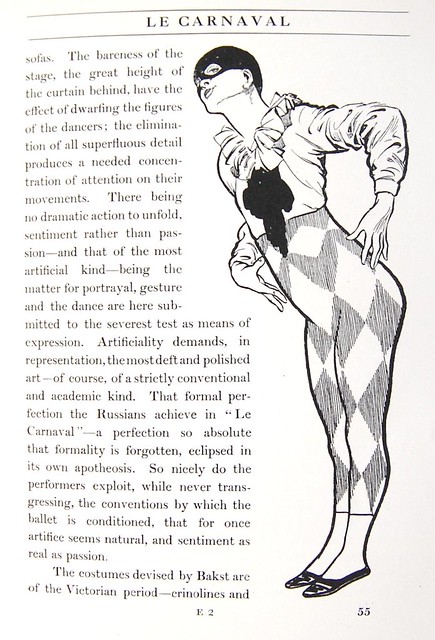 LE CARNAVAL
sofas. The bareness of the
stage, the great height of
the curtain behind, have the
effect of dwarfing the figures
of the dancers; the elimina-
tion of all superfluous detail
produces a needed concen-
tration of attention on their
movements. There being
no dramatic action to unfold,
sentiment rather than pas-
sion—and that of the most
artificial kind—being the
matter for portrayal, gesture
and the dance are here sub-
mitted to the severest test as means of
expression. Artificiality demands, in
representation, the most deft and polished
art—of course, of a strictly conventional
and academic kind. That formal per-
fection the Russians achieve in "Le
Carnaval"—a perfection so absolute
that formality is forgotten, eclipsed in
its own apotheosis. So nicely do the
performers exploit, while never trans-
gressing, the conventions by which the
ballet is conditioned, that for once
artifice seems natural, and sentiment as
real as passion.
The costumes devised by Bakst are
of the Victorian period—crinolines and
E 2
55